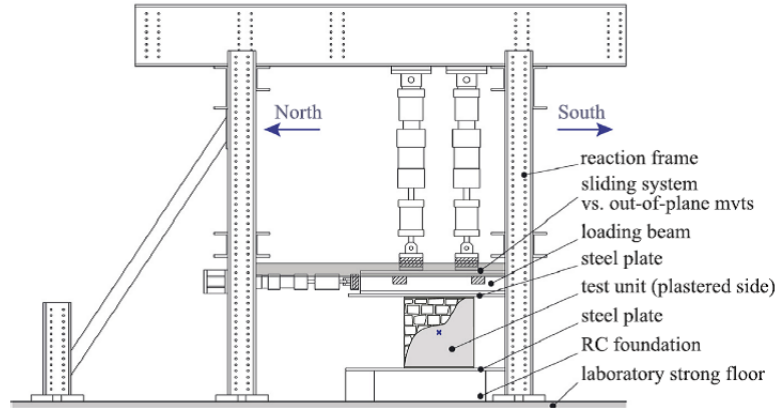 North
South
reaction frame
sliding system
vs. out-of-plane mvts
loading beam
steel plate
test unit (plastered side)
steel plate
RC foundation
laboratory strong floor